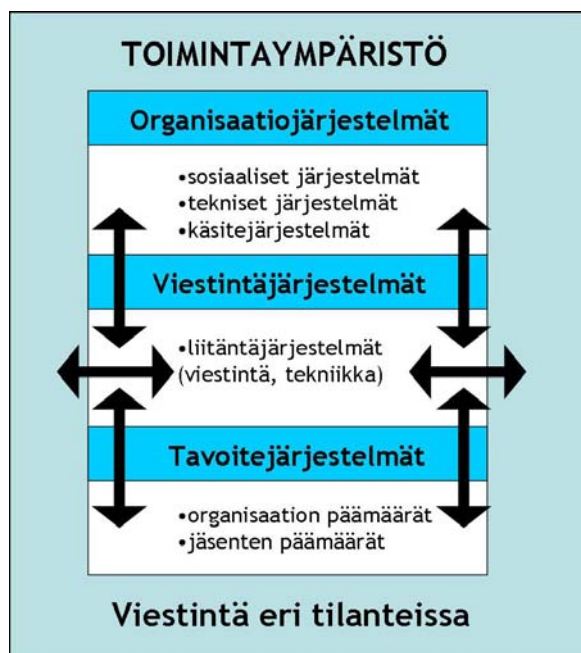 TOIMINTAYMPÄRISTÖ
Organisaatiojärjestelmät
•sosiaaliset järjestelmät
•tekniset järjestelmät
•käsitejärjestelmät
Viestintäjärjestelmät
•liitäntäjärjestelmät
(viestintä, tekniikka)
Tavoitejärjestelmät
•organisaation päämäärät
•jäsenten päämäärät
Viestintä eri tilanteissa